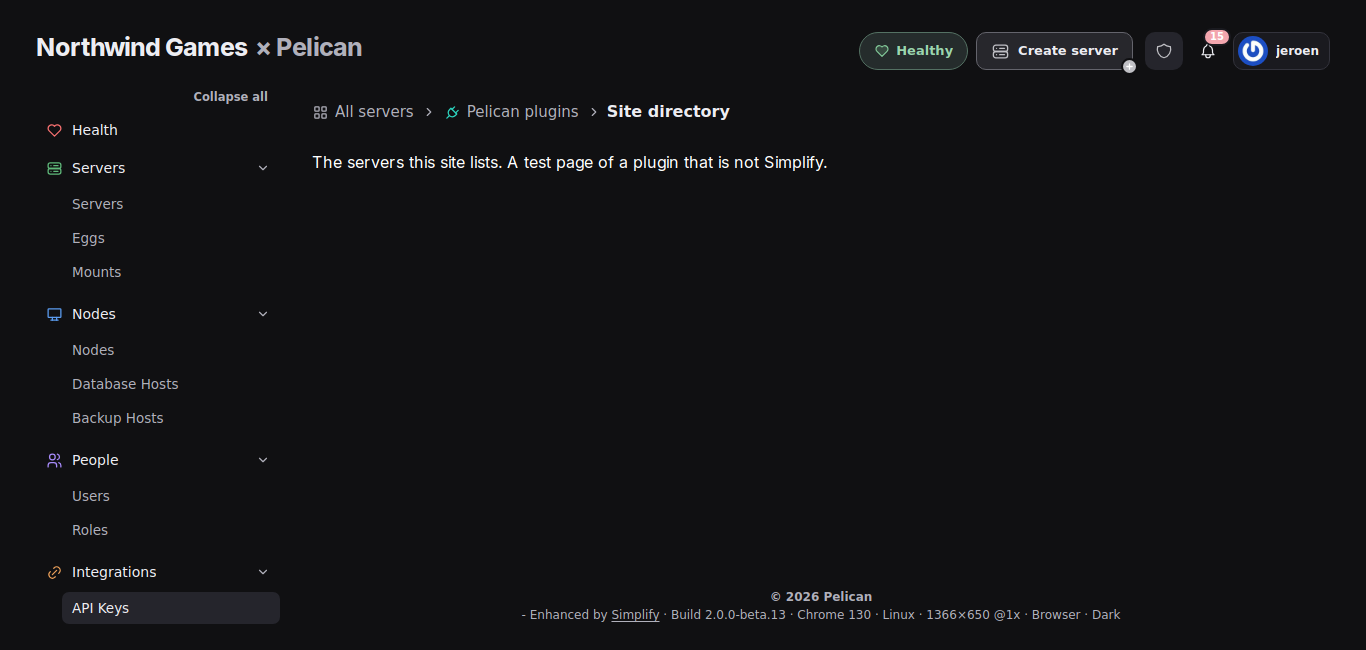 Northwind Games × Pelican
Healthy
Create server
15
jeroen
Collapse all
All servers > Pelican plugins > Site directory
Health
The servers this site lists. A test page of a plugin that is not Simplify.
Servers
Servers
Eggs
Mounts
Nodes
Nodes
Database Hosts
Backup Hosts
People
Users
Roles
Integrations
API Keys
© 2026 Pelican
- Enhanced by Simplify · Build 2.0.0-beta.13 · Chrome 130 · Linux · 1366×650 @1x · Browser · Dark